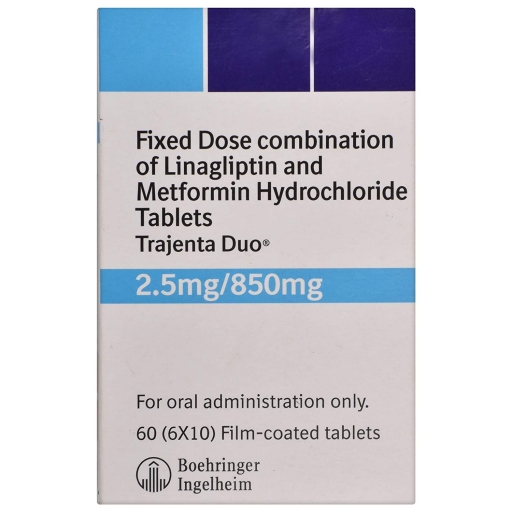 Fixed Dose combination
of Linagliptin and
Metformin Hydrochloride
Tablets
Trajenta Duo®
2.5mg/850mg
For oral administration only.
60 (6X10) Film-coated tablets
Boehringer
Ingelheim